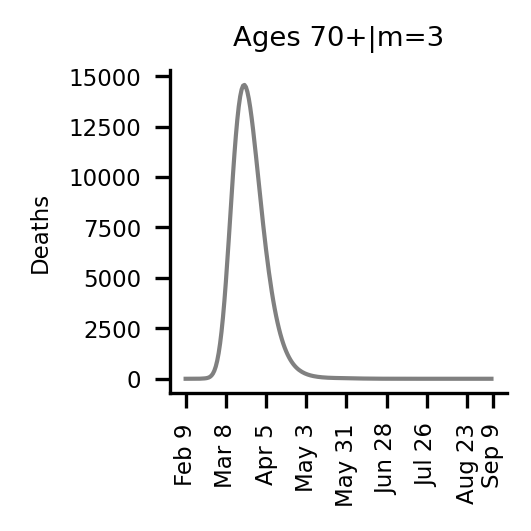 Ages 70+|m=3
Deaths
15000
12500
10000
7500
5000
2500
0
Feb 9
Mar 8
Apr 5
May 3
May 31
Jun 28
Jul 26
Aug 23
Sep 9